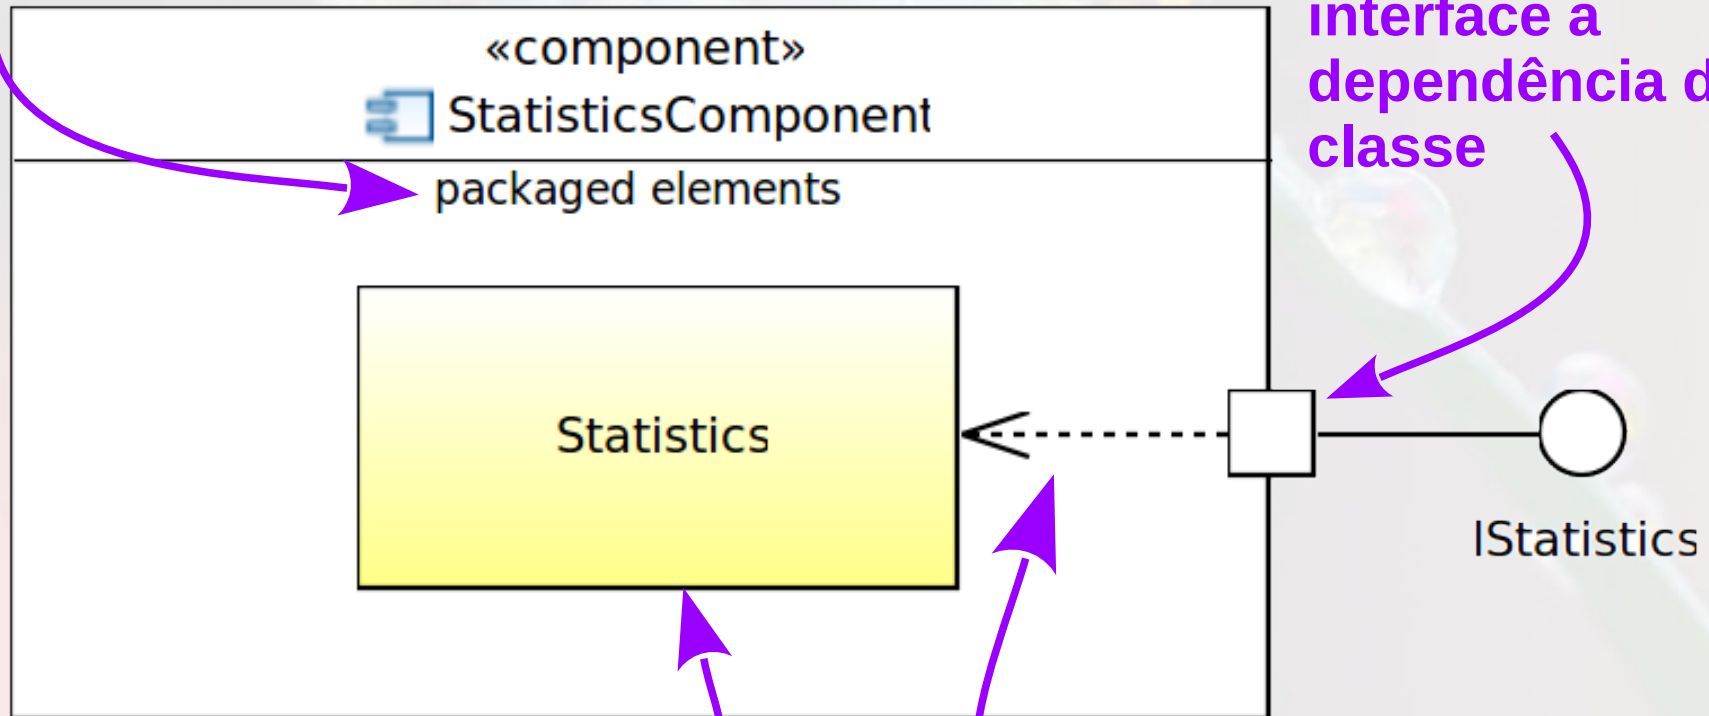 «component»
StatisticsComponent
packaged elements
Statistics
interface a
dependência
classe
IStatistics